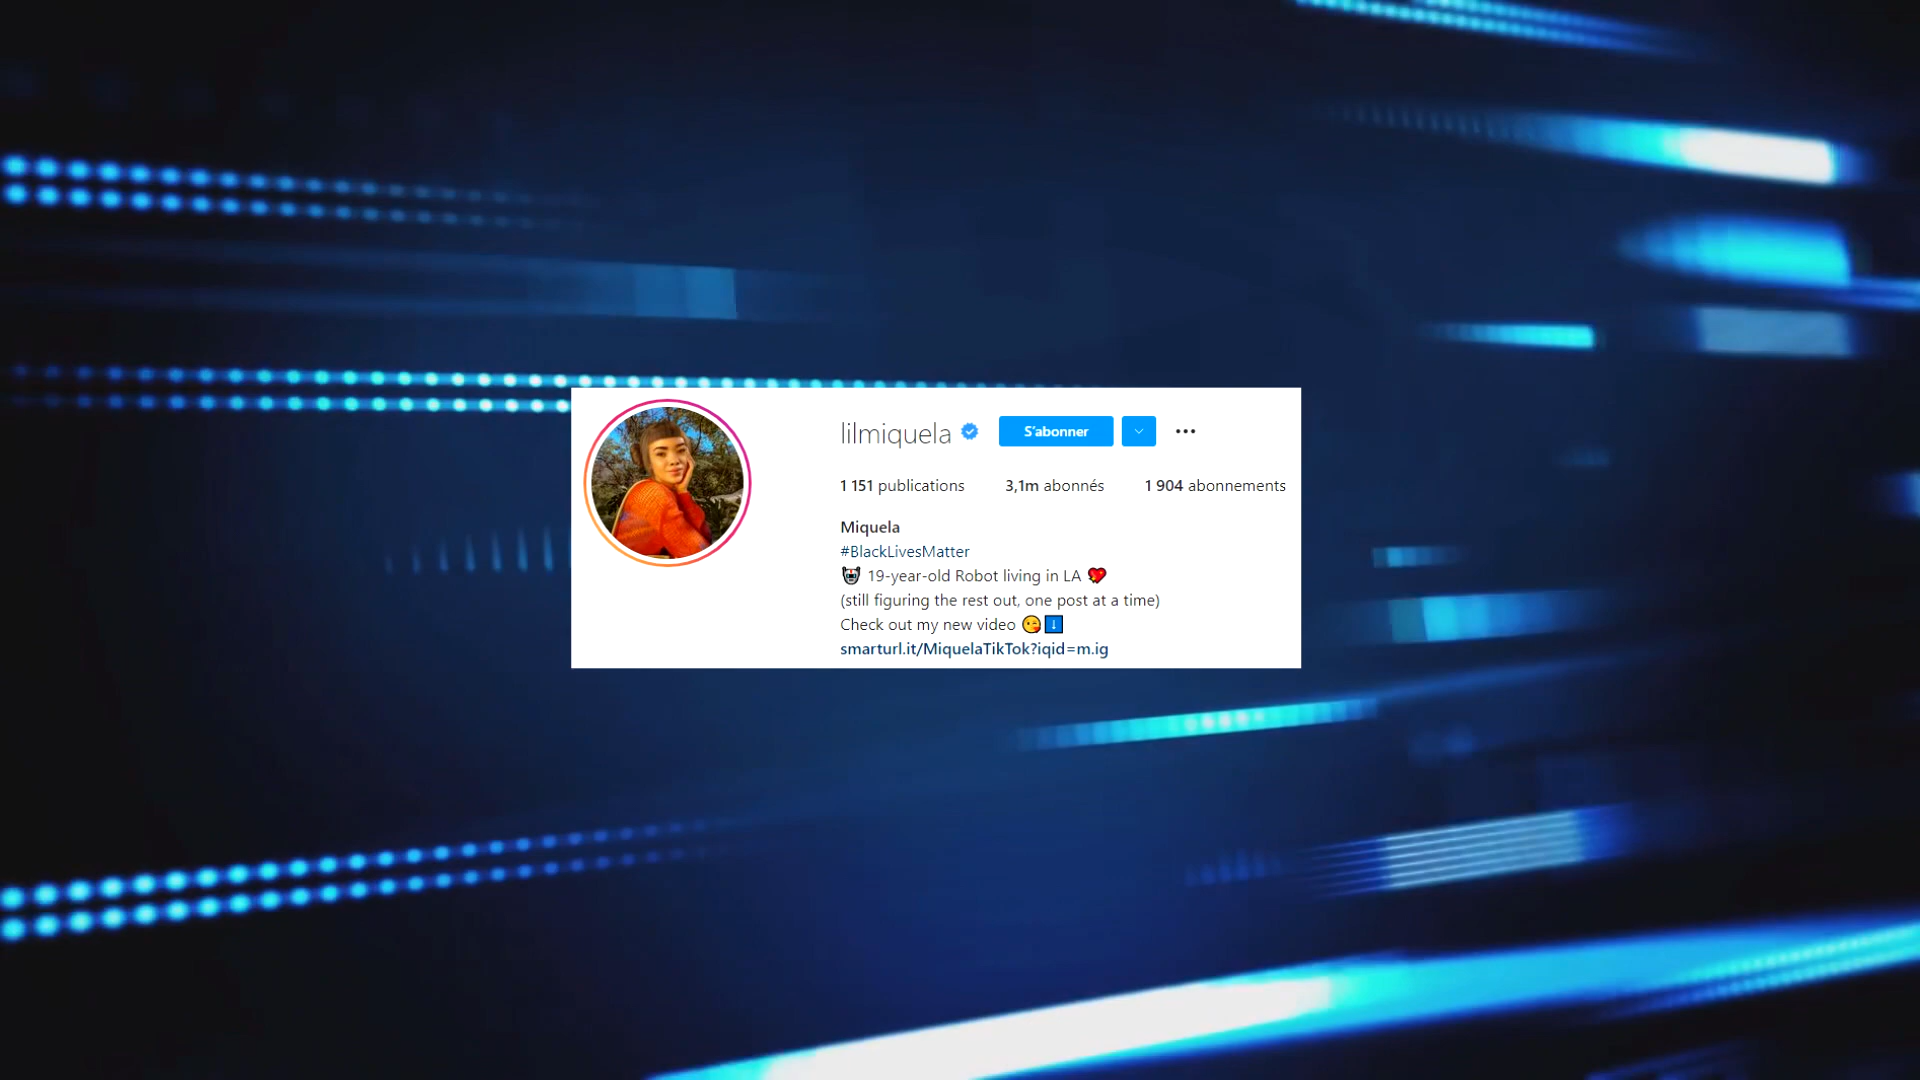 lilmiquela S'abonner
1 151 publications 3,1m abonnés 1 904 abonnements
Miquela
#BlackLivesMatter
🤖 19-year-old Robot living in LA 💖
(still figuring the rest out, one post at a time)
Check out my new video 😘⬇️
smarturl.it/MiquelaTikTok?iqid=m.ig